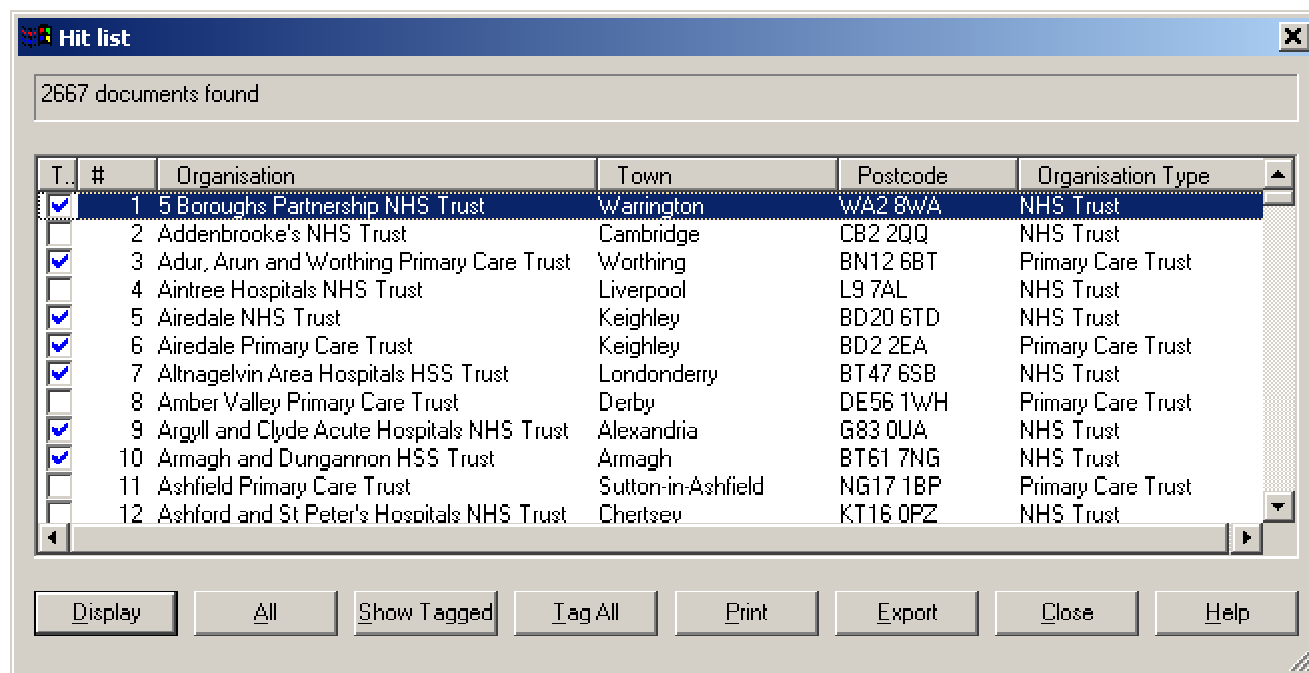 Hit list
2667 documents found
T.. # Organisation Town Postcode Organisation Type
1 5 Boroughs Partnership NHS Trust Warrington WA2 8WA NHS Trust
2 Addenbrooke's NHS Trust Cambridge CB2 2QQ NHS Trust
3 Adur, Arun and Worthing Primary Care Trust Worthing BN12 6BT Primary Care Trust
4 Aintree Hospitals NHS Trust Liverpool L9 7AL NHS Trust
5 Airedale NHS Trust Keighley BD20 6TD NHS Trust
6 Airedale Primary Care Trust Keighley BD2 2EA Primary Care Trust
7 Altnagelvin Area Hospitals HSS Trust Londonderry BT47 6SB NHS Trust
8 Amber Valley Primary Care Trust Derby DE56 1WH Primary Care Trust
9 Argyll and Clyde Acute Hospitals NHS Trust Alexandria G83 0UA NHS Trust
10 Armagh and Dungannon HSS Trust Armagh BT61 7NG NHS Trust
11 Ashfield Primary Care Trust Sutton-in-Ashfield NG17 1BP Primary Care Trust
12 Ashford and St Peter's Hospitals NHS Trust Chertsey KT16 0PZ NHS Trust
Display All Show Tagged Tag All Print Export Close Help